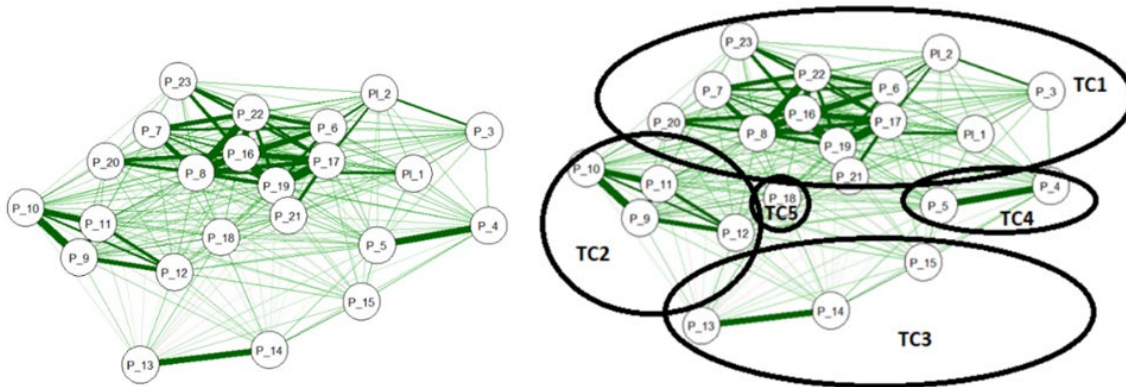 P_23
Pl_2
P_22
P_7
P_6
P_3
P_16
P_20
P_17
P_8
Pl_1
P_19
P_10
P_11
P_21
P_4
P_18
P_5
P_9
P_12
P_15
P_14
P_13
P_23
Pl_2
P_22
TC1
P_7
P_6
P_3
P_16
P_20
P_17
P_8
Pl_1
P_19
P_10
P_21
P_11
P_4
P_18
P_5
TC5
TC4
P_9
P_12
TC2
P_15
P_14
P_13
TC3